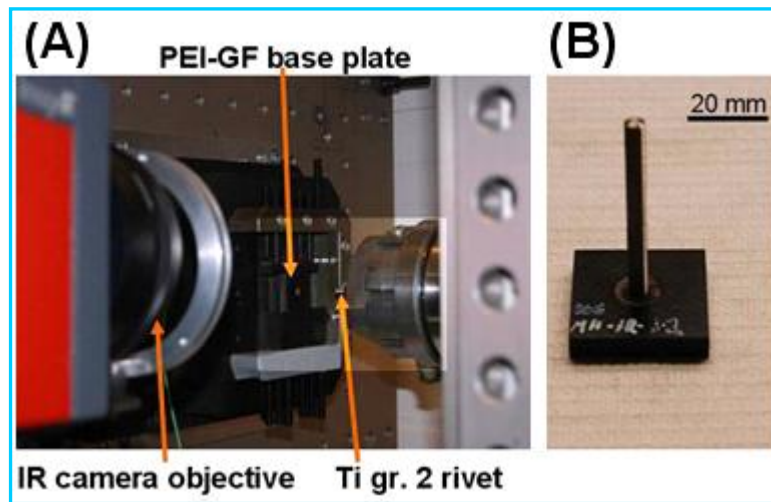 (A)
PEI-GF base plate
IR camera objective
Ti gr. 2 rivet
(B)
20 mm